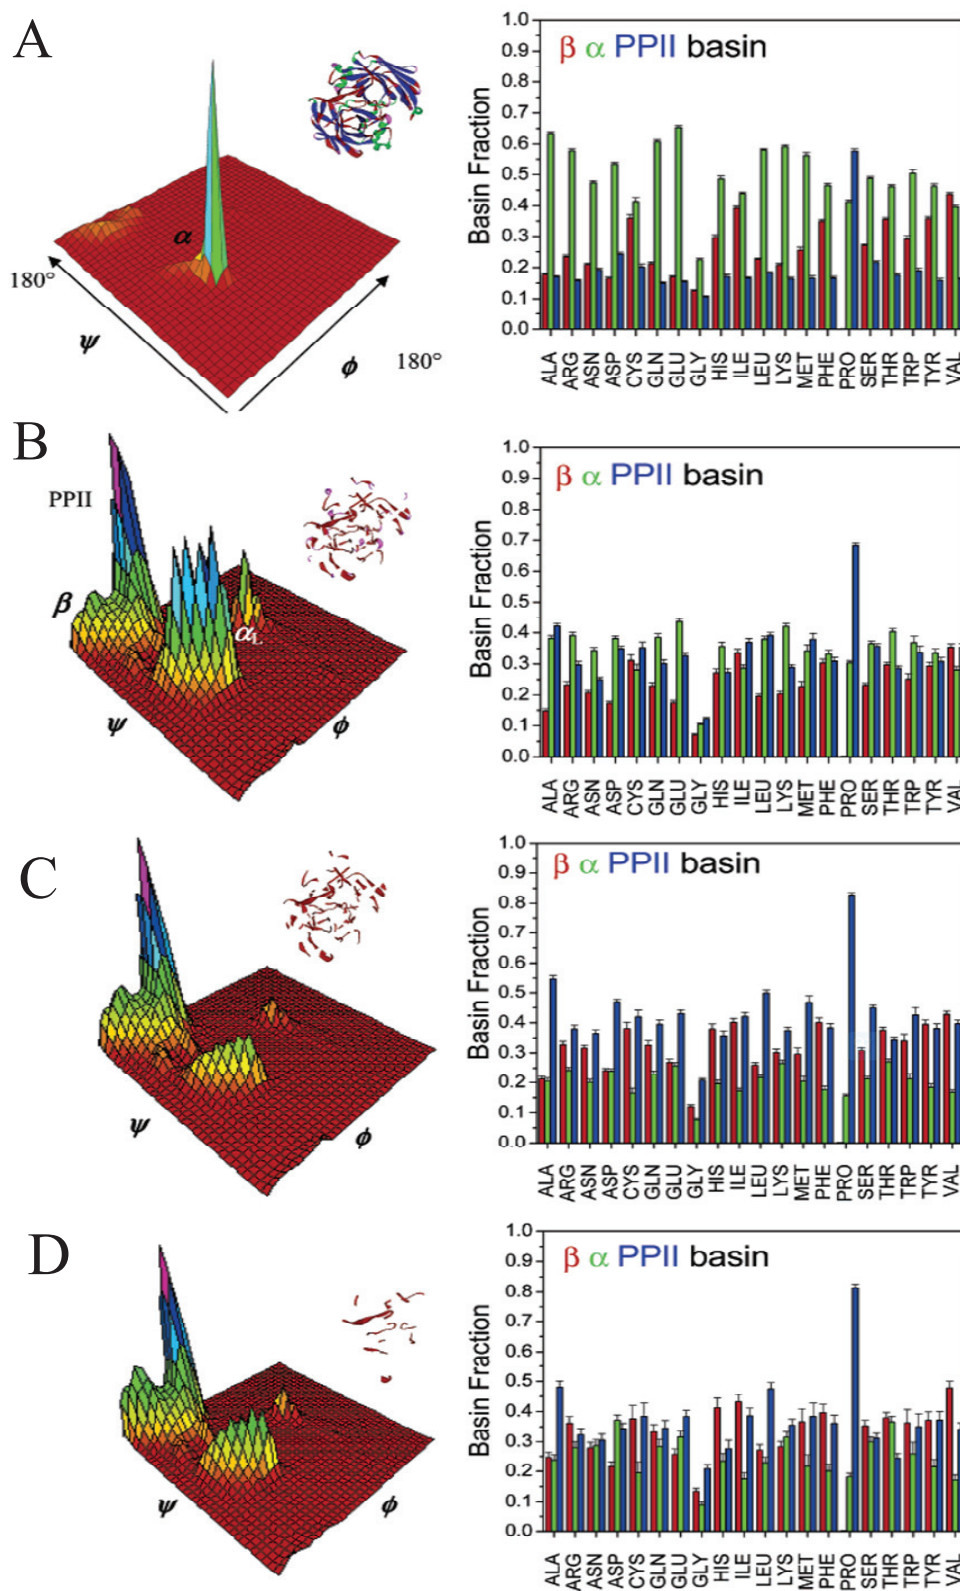 A
α
180°
ψ
ϕ
180°
β α PPII basin
Basin Fraction
1.0
0.9
0.8
0.7
0.6
0.5
0.4
0.3
0.2
0.1
0.0
ALA ARG ASN ASP CYS GLN GLU GLY HIS ILE LEU LYS MET PHE PRO SER THR TRP TYR VAL
B
PPII
β
αL
ψ
ϕ
β α PPII basin
Basin Fraction
1.0
0.9
0.8
0.7
0.6
0.5
0.4
0.3
0.2
0.1
0.0
ALA ARG ASN ASP CYS GLN GLU GLY HIS ILE LEU LYS MET PHE PRO SER THR TRP TYR VAL
C
ψ
ϕ
β α PPII basin
Basin Fraction
1.0
0.9
0.8
0.7
0.6
0.5
0.4
0.3
0.2
0.1
0.0
ALA ARG ASN ASP CYS GLN GLU GLY HIS ILE LEU LYS MET PHE PRO SER THR TRP TYR VAL
D
ψ
ϕ
β α PPII basin
Basin Fraction
1.0
0.9
0.8
0.7
0.6
0.5
0.4
0.3
0.2
0.1
0.0
ALA ARG ASN ASP CYS GLN GLU GLY HIS ILE LEU LYS MET PHE PRO SER THR TRP TYR VAL